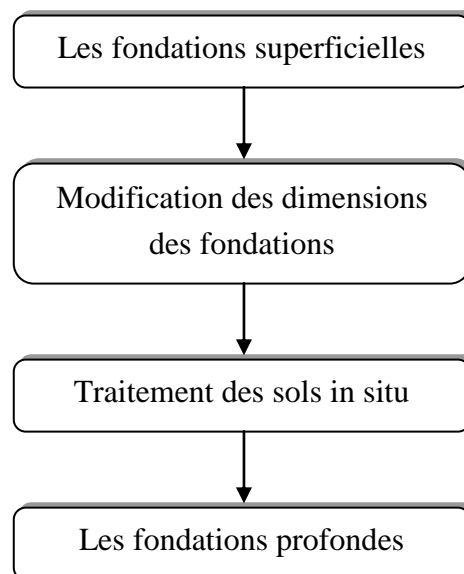 Les fondations superficielles
Modification des dimensions
des fondations
Traitement des sols in situ
Les fondations profondes